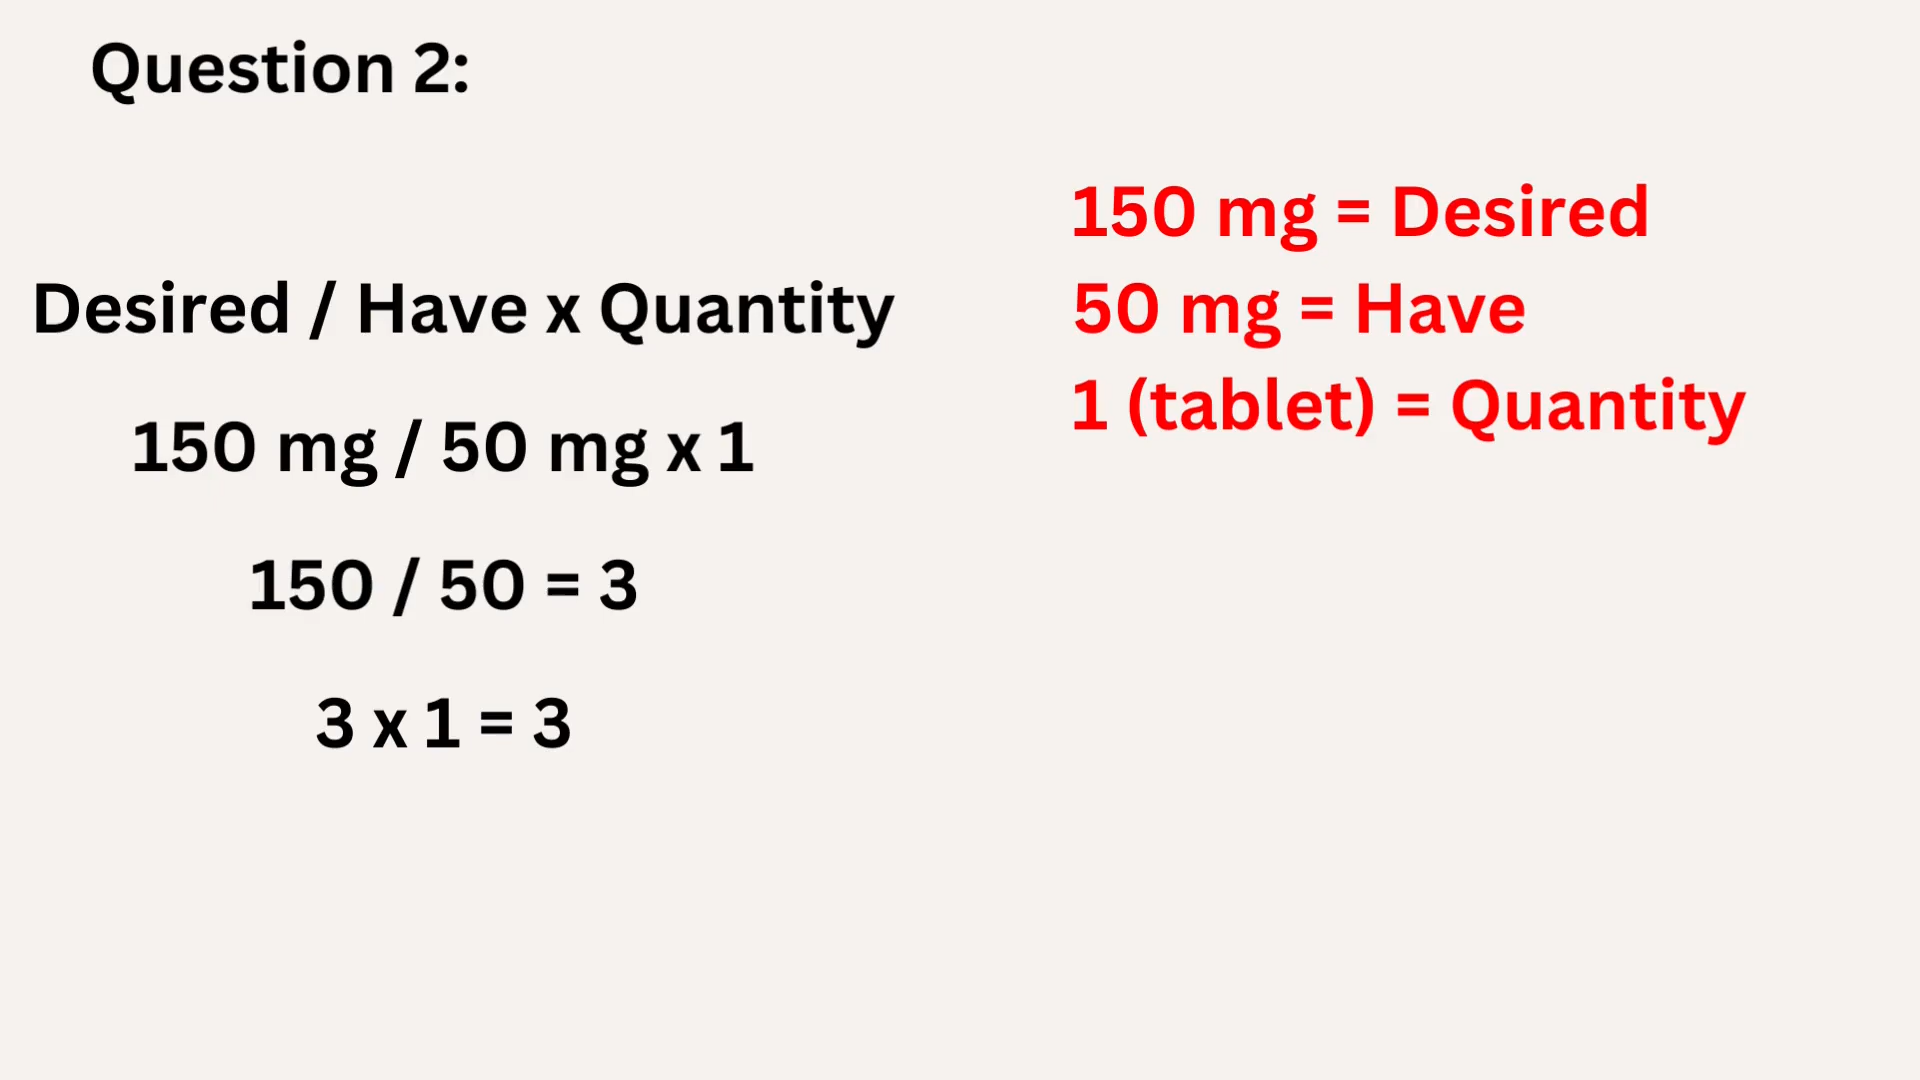 Question 2:
Desired / Have x Quantity
150 mg / 50 mg x 1
150 / 50 = 3
3 x 1 = 3
150 mg = Desired
50 mg = Have
1 (tablet) = Quantity